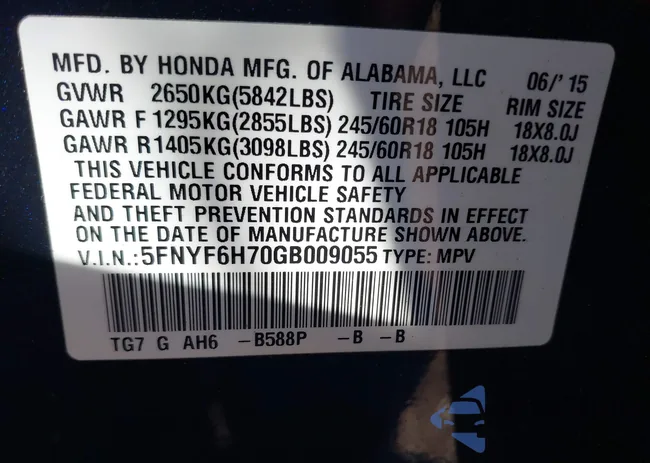 MFD. BY HONDA MFG. OF ALABAMA, LLC 06/'15
GVWR 2650KG(5842LBS) TIRE SIZE RIM SIZE
GAWR F 1295KG(2855LBS) 245/60R18 105H 18X8.0J
GAWR R 1405KG(3098LBS) 245/60R18 105H 18X8.0J
THIS VEHICLE CONFORMS TO ALL APPLICABLE
FEDERAL MOTOR VEHICLE SAFETY
AND THEFT PREVENTION STANDARDS IN EFFECT
ON THE DATE OF MANUFACTURE SHOWN ABOVE.
V.I.N.: 5FNYF6H70GB009055 TYPE: MPV
TG7 G AH6 -B588P -B -B